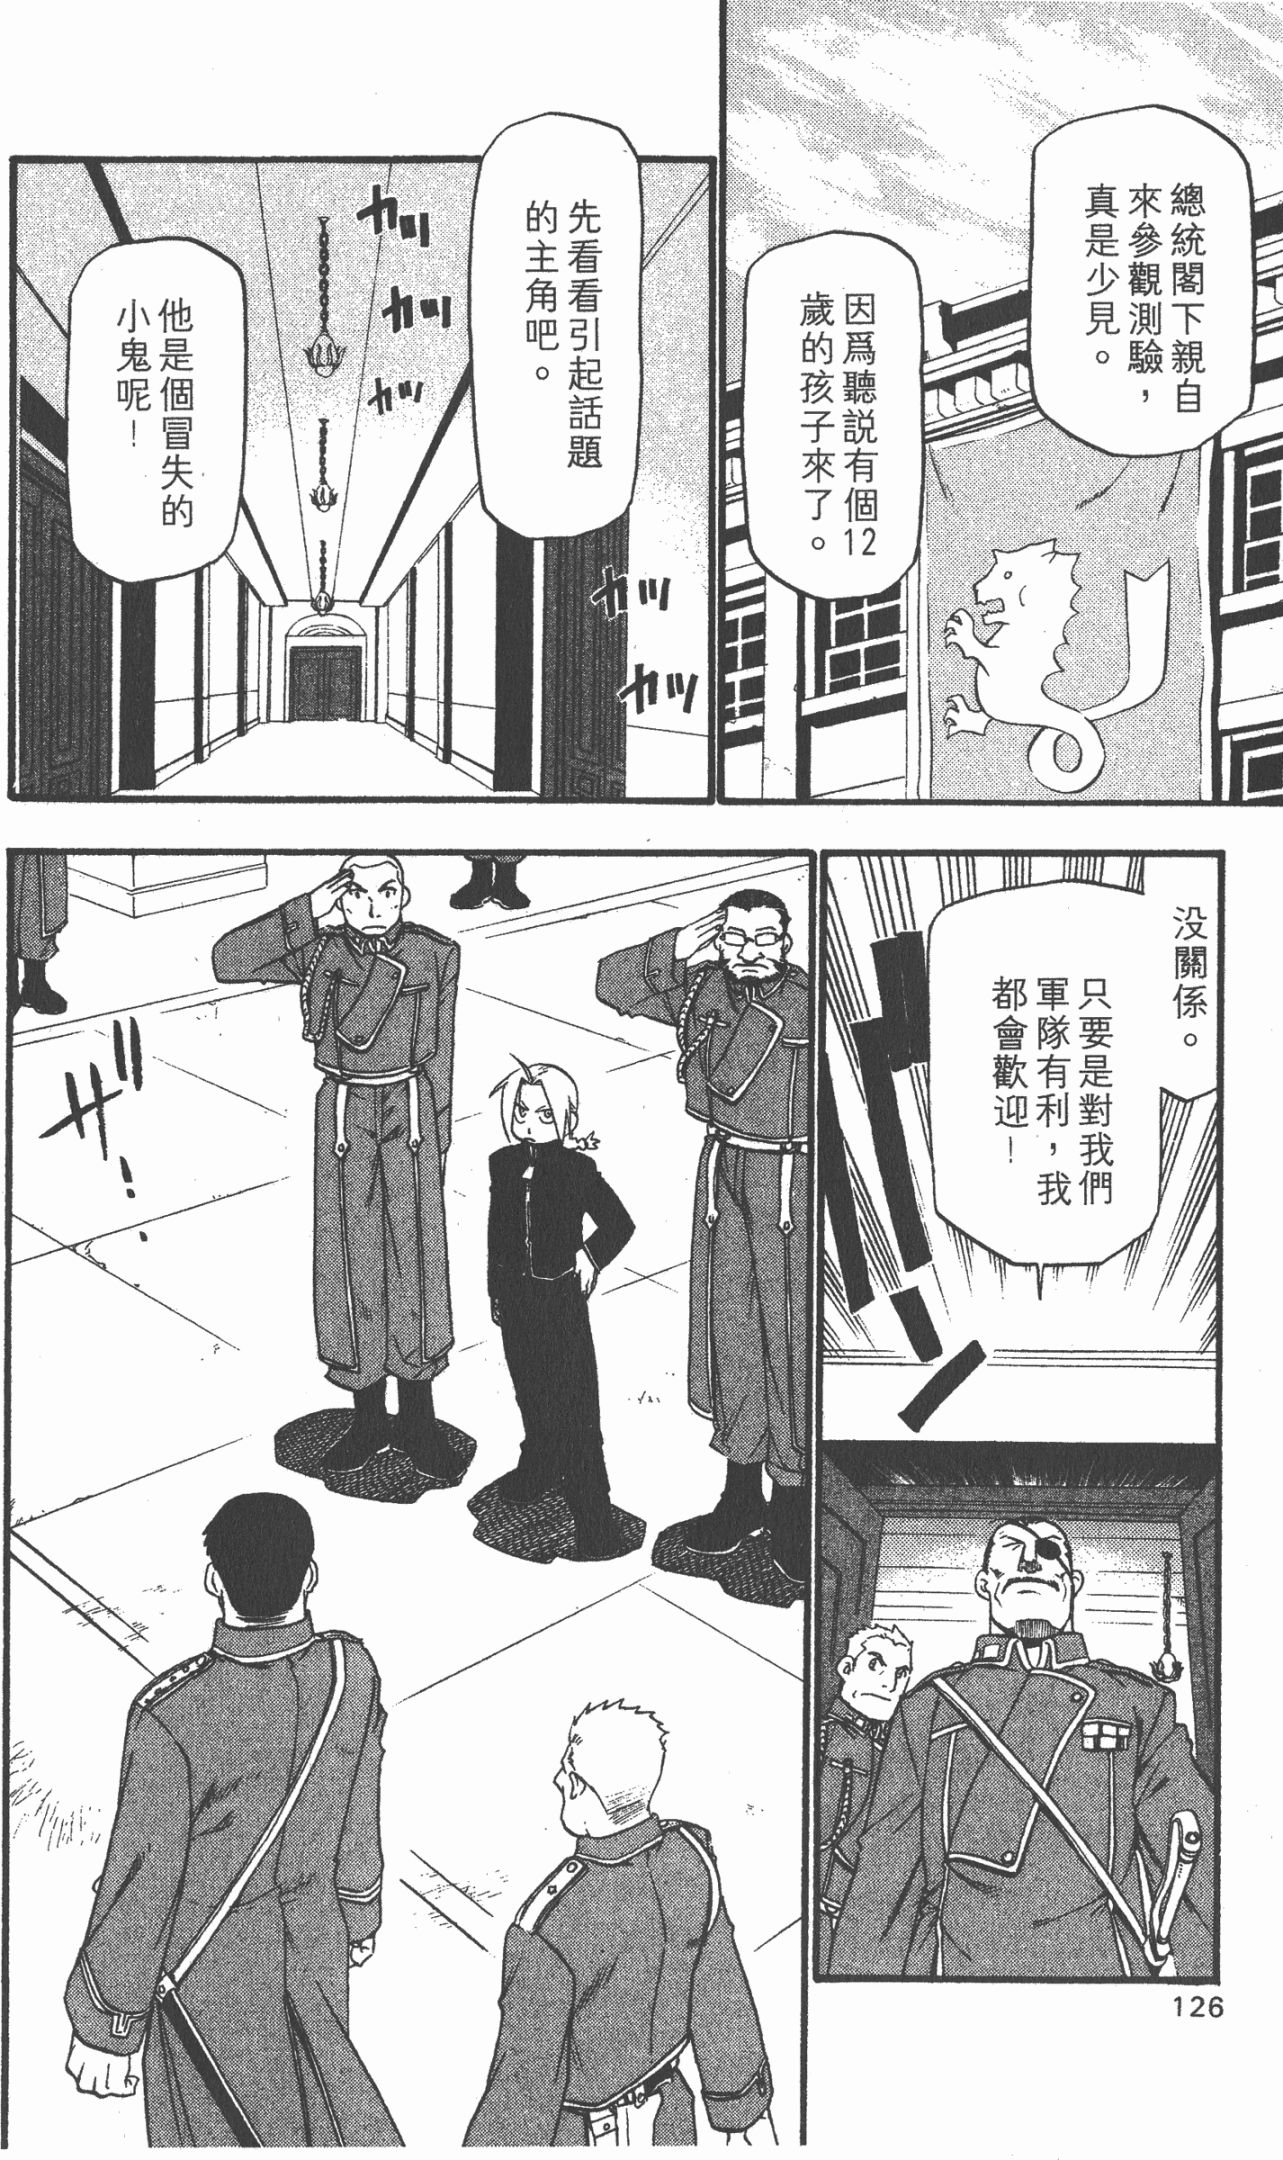 總統閣下親自
來參觀測驗，
真是少見。
因爲聽説有個12
歲的孩子來了。
先看看引起話題
的主角吧。
他是個冒失的
小鬼呢！
カツ
カツ
カツ
カツ
カツ
没關係。
只要是對我們
軍隊有利，我
都會歡迎！
ザッ!!
126